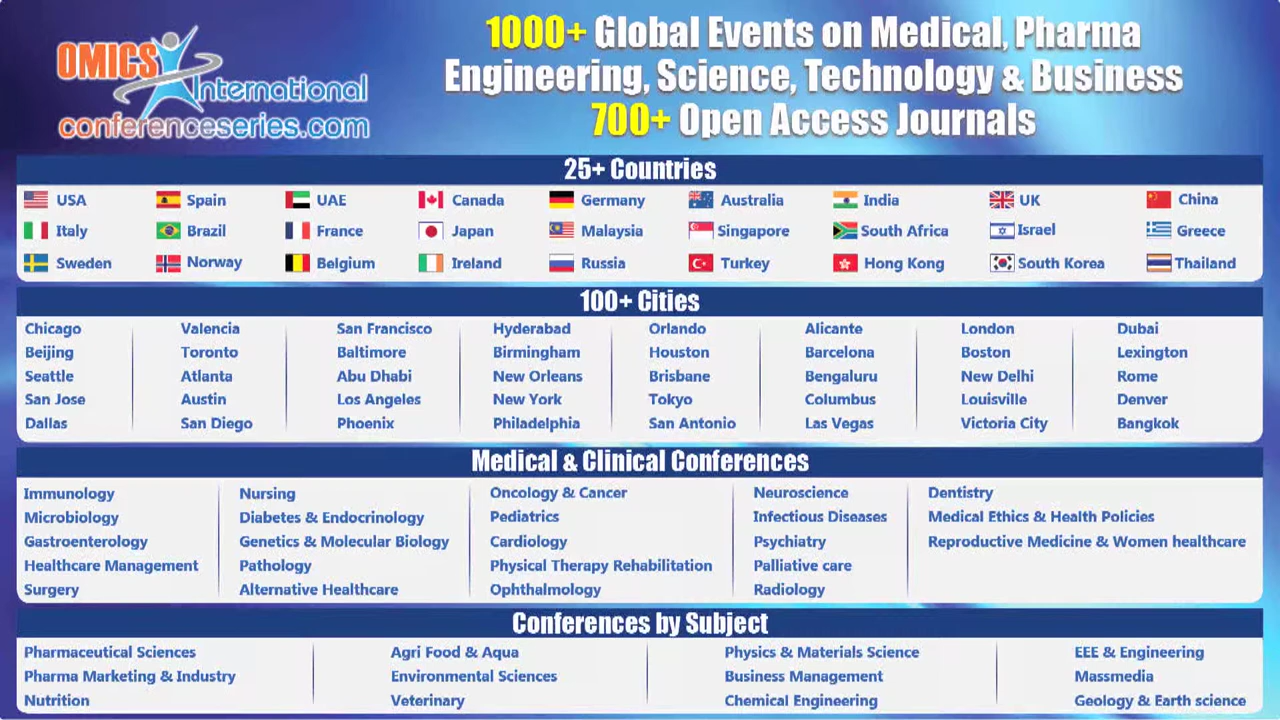 OMICS
International
conferenceseries.com
1000+ Global Events on Medical, Pharma
Engineering, Science, Technology & Business
700+ Open Access Journals
25+ Countries
USA Spain UAE Canada Germany Australia India UK China
Italy Brazil France Japan Malaysia Singapore South Africa Israel Greece
Sweden Norway Belgium Ireland Russia Turkey Hong Kong South Korea Thailand
100+ Cities
Chicago Valencia San Francisco Hyderabad Orlando Alicante London Dubai
Beijing Toronto Baltimore Birmingham Houston Barcelona Boston Lexington
Seattle Atlanta Abu Dhabi New Orleans Brisbane Bengaluru New Delhi Rome
San Jose Austin Los Angeles New York Tokyo Columbus Louisville Denver
Dallas San Diego Phoenix Philadelphia San Antonio Las Vegas Victoria City Bangkok
Medical & Clinical Conferences
Immunology Nursing Oncology & Cancer Neuroscience Dentistry
Microbiology Diabetes & Endocrinology Pediatrics Infectious Diseases Medical Ethics & Health Policies
Gastroenterology Genetics & Molecular Biology Cardiology Psychiatry Reproductive Medicine & Women healthcare
Healthcare Management Pathology Physical Therapy Rehabilitation Palliative care
Surgery Alternative Healthcare Ophthalmology Radiology
Conferences by Subject
Pharmaceutical Sciences Agri Food & Aqua Physics & Materials Science EEE & Engineering
Pharma Marketing & Industry Environmental Sciences Business Management Massmedia
Nutrition Veterinary Chemical Engineering Geology & Earth science